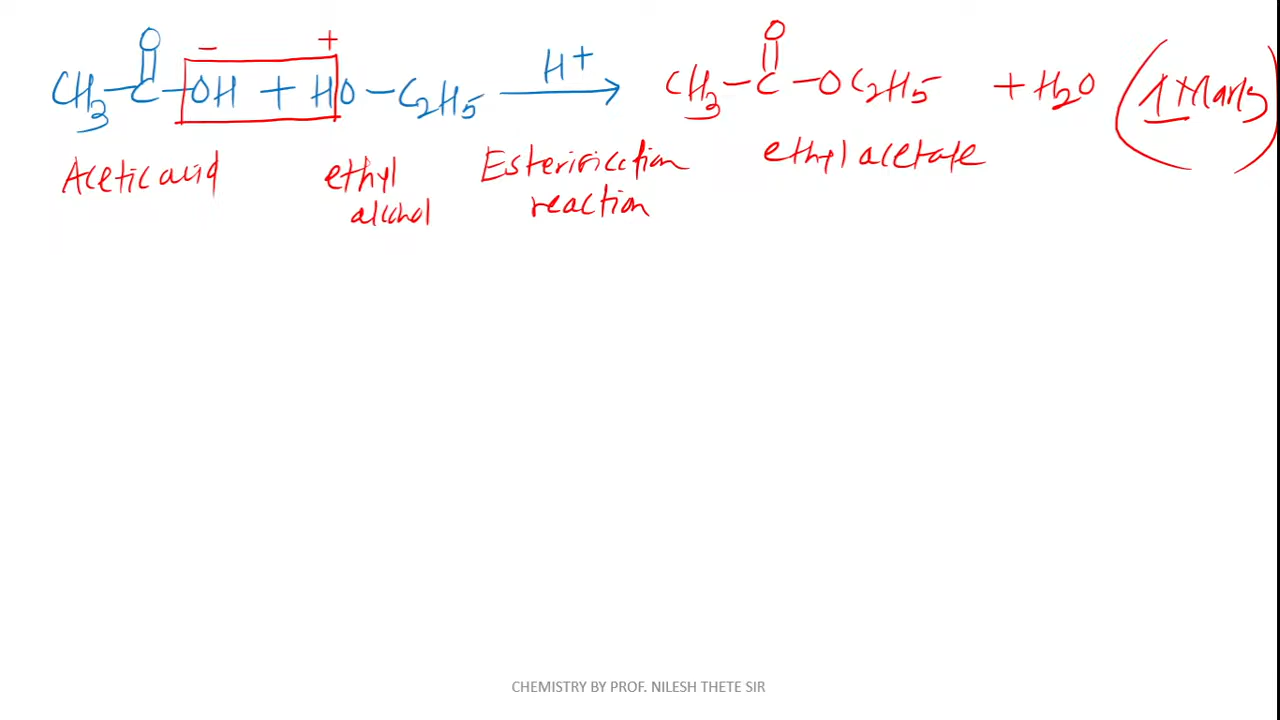 O O
CH3-C-OH + HO-C2H5 H+ → CH3-C-OC2H5 + H2O (1 Mark)
- +
Acetic acid ethyl alcohol Esterification reaction ethyl acetate
CHEMISTRY BY PROF. NILESH THETE SIR